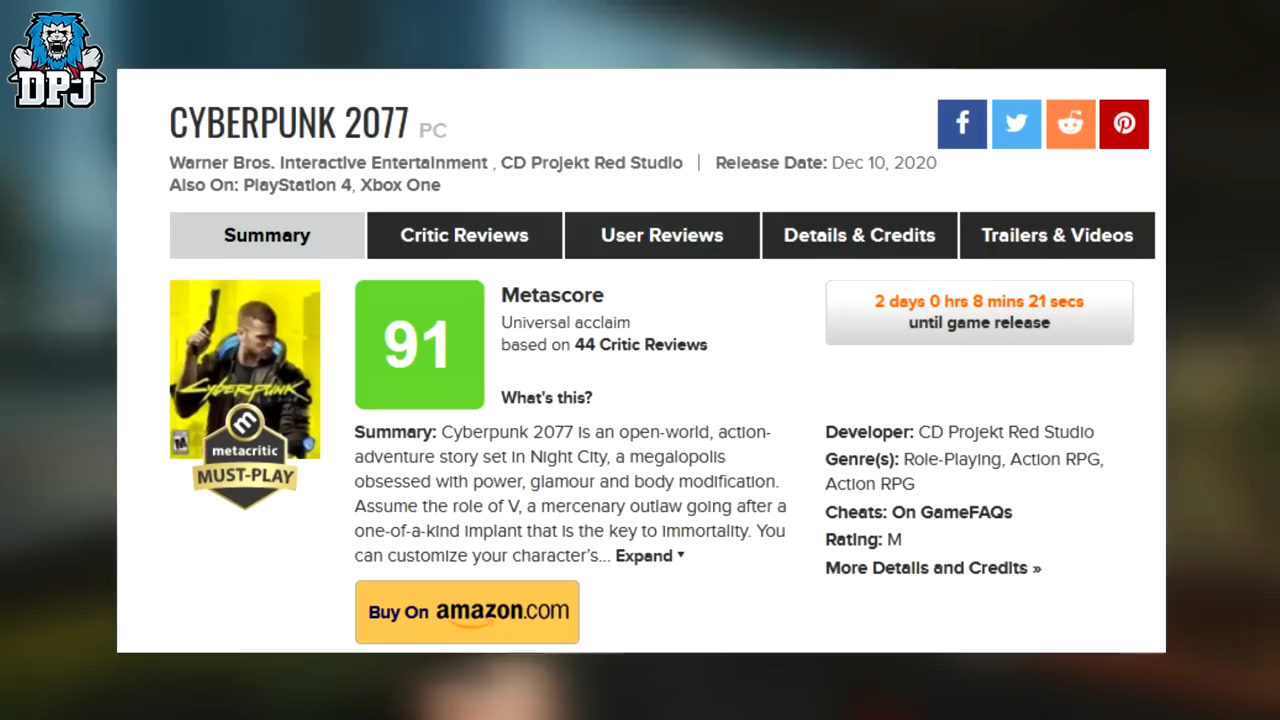 DPJ
CYBERPUNK 2077 PC
Warner Bros. Interactive Entertainment , CD Projekt Red Studio | Release Date: Dec 10, 2020
Also On: PlayStation 4, Xbox One
Summary Critic Reviews User Reviews Details & Credits Trailers & Videos
CYBERPUNK
M
metacritic
MUST-PLAY
91
Metascore
Universal acclaim
based on 44 Critic Reviews
What's this?
2 days 0 hrs 8 mins 21 secs
until game release
Summary: Cyberpunk 2077 is an open-world, action-
adventure story set in Night City, a megalopolis
obsessed with power, glamour and body modification.
Assume the role of V, a mercenary outlaw going after a
one-of-a-kind implant that is the key to immortality. You
can customize your character's... Expand
Buy On amazon.com
Developer: CD Projekt Red Studio
Genre(s): Role-Playing, Action RPG,
Action RPG
Cheats: On GameFAQs
Rating: M
More Details and Credits »